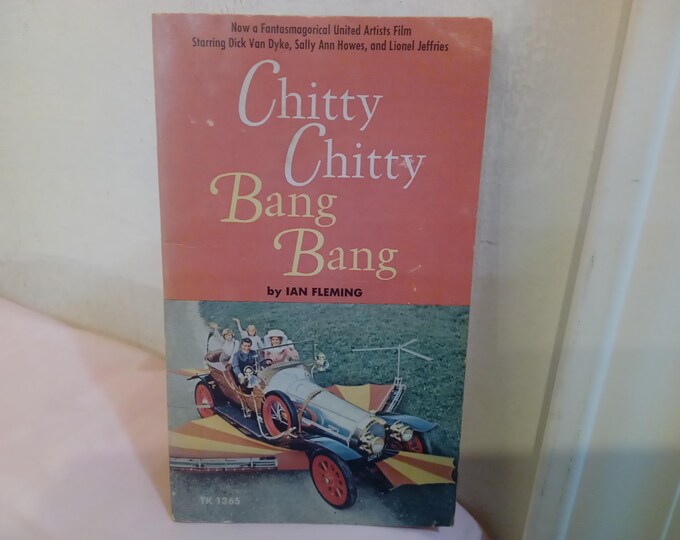 Now a Fantasmagorical United Artists Film
Starring Dick Van Dyke, Sally Ann Howes, and Lionel Jeffries
Chitty
Chitty
Bang
Bang
by IAN FLEMING
TK 1365